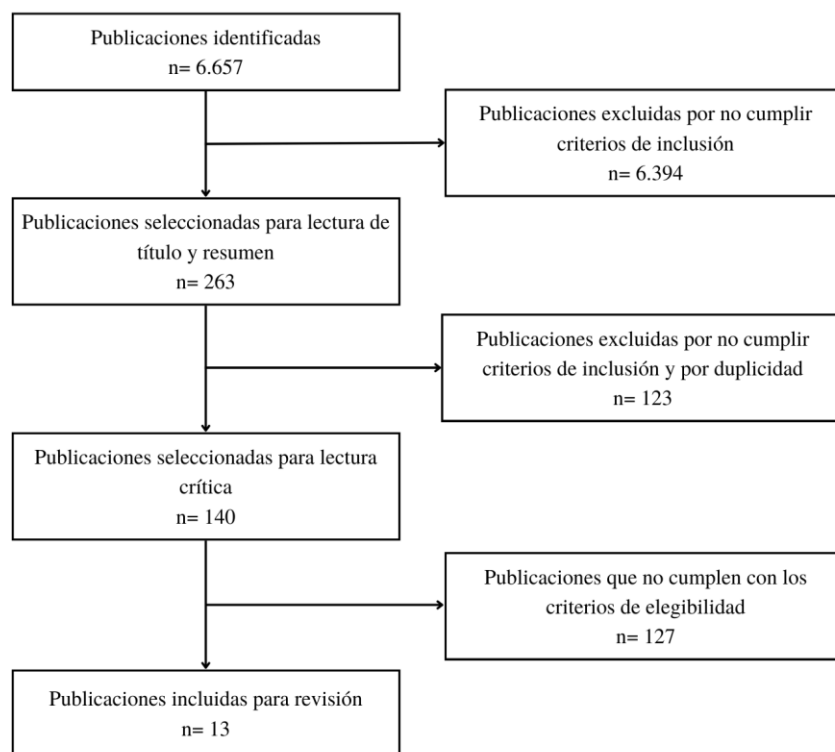 Publicaciones identificadas
n= 6.657
Publicaciones excluidas por no cumplir
criterios de inclusión
n= 6.394
Publicaciones seleccionadas para lectura de
título y resumen
n= 263
Publicaciones excluidas por no cumplir
criterios de inclusión y por duplicidad
n= 123
Publicaciones seleccionadas para lectura
crítica
n= 140
Publicaciones que no cumplen con los
criterios de elegibilidad
n= 127
Publicaciones incluidas para revisión
n= 13